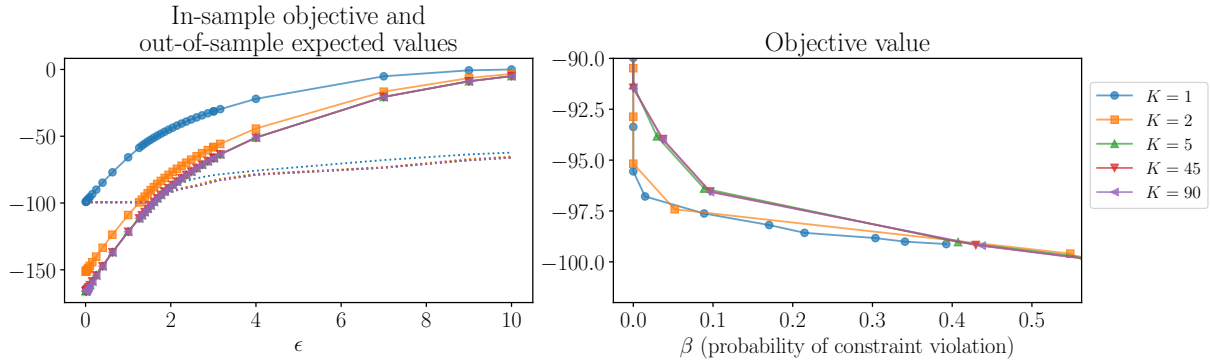 In-sample objective and
out-of-sample expected values
0
−50
−100
−150
0
2
4
6
8
10
ϵ
Objective value
−90.0
−92.5
−95.0
−97.5
−100.0
0.0
0.1
0.2
0.3
0.4
0.5
β (probability of constraint violation)
K = 1
K = 2
K = 5
K = 45
K = 90